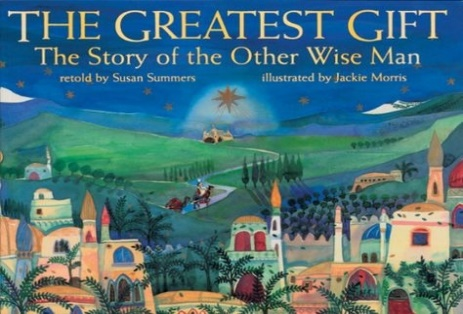 THE GREATEST GIFT
The Story of the Other Wise Man
retold by Susan Summers illustrated by Jackie Morris